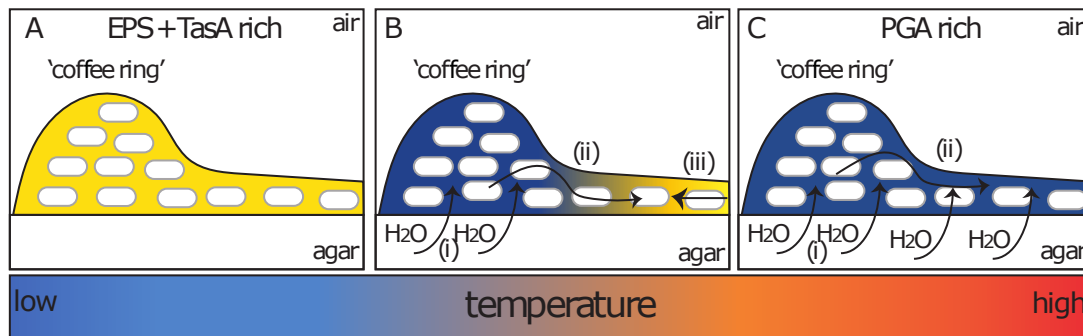 A EPS + TasA rich air
'coffee ring'
agar
B air
'coffee ring'
(ii)
(iii)
H2O (i) H2O
agar
C PGA rich air
'coffee ring'
(ii)
H2O (i) H2O H2O H2O
agar
low temperature high